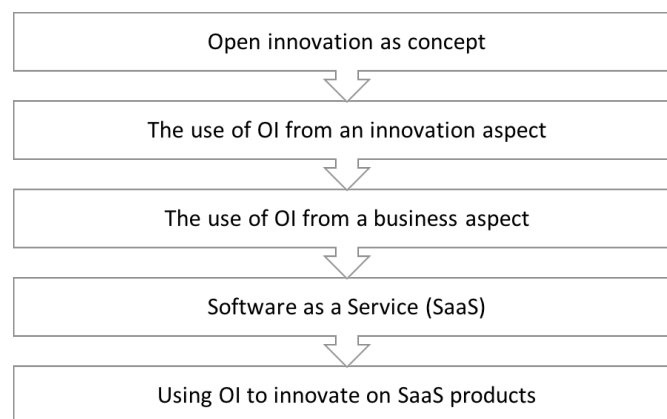 Open innovation as concept
The use of OI from an innovation aspect
The use of OI from a business aspect
Software as a Service (SaaS)
Using OI to innovate on SaaS products